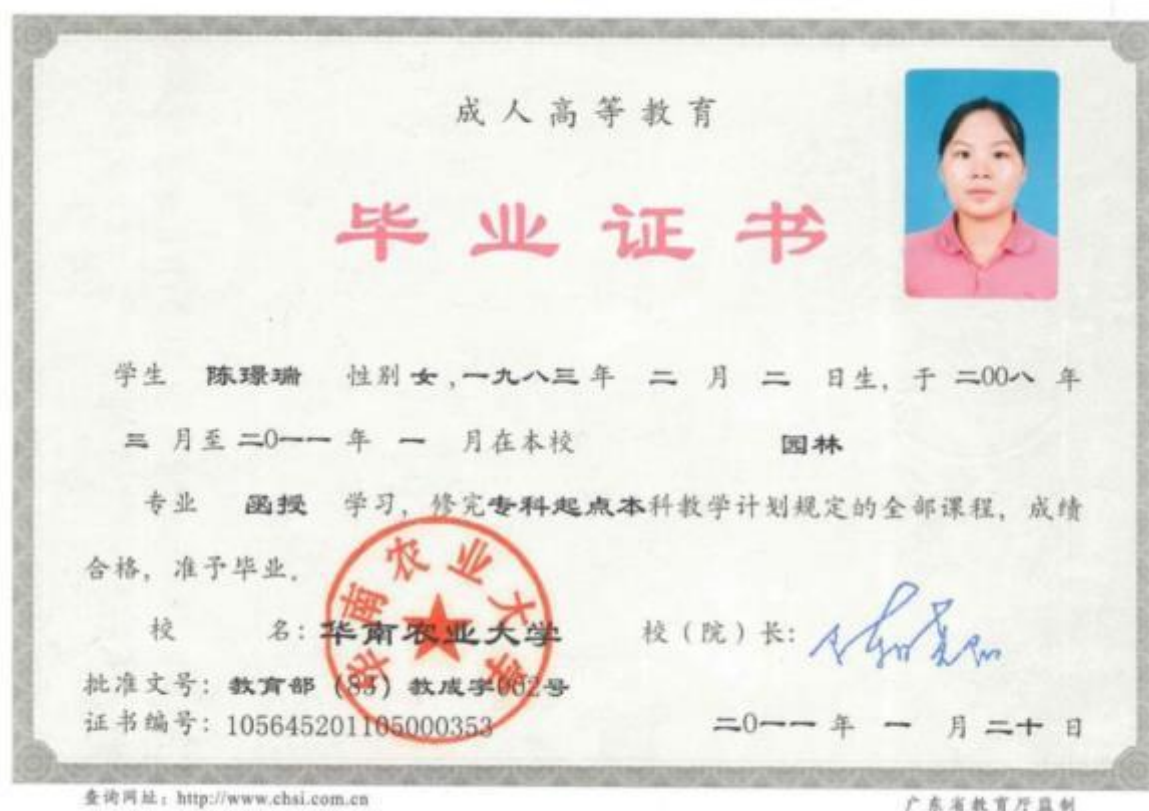 成人高等教育
毕业证书
学生 陈璟瑞 性别 女,一九八三年 二 月 二 日生,于 二00八 年
三 月至二0一一 年 一 月在本校 园林
专业 函授 学习,修完专科起点本科教学计划规定的全部课程,成绩
合格,准予毕业。
华南农业大学
校 名:华南农业大学 校(院)长:
批准文号:教育部(83)教成字002号
证书编号:105645201105000353 二0一一 年 一 月 二十 日
查询网址:http://www.chsi.com.cn 广东省教育厅监制